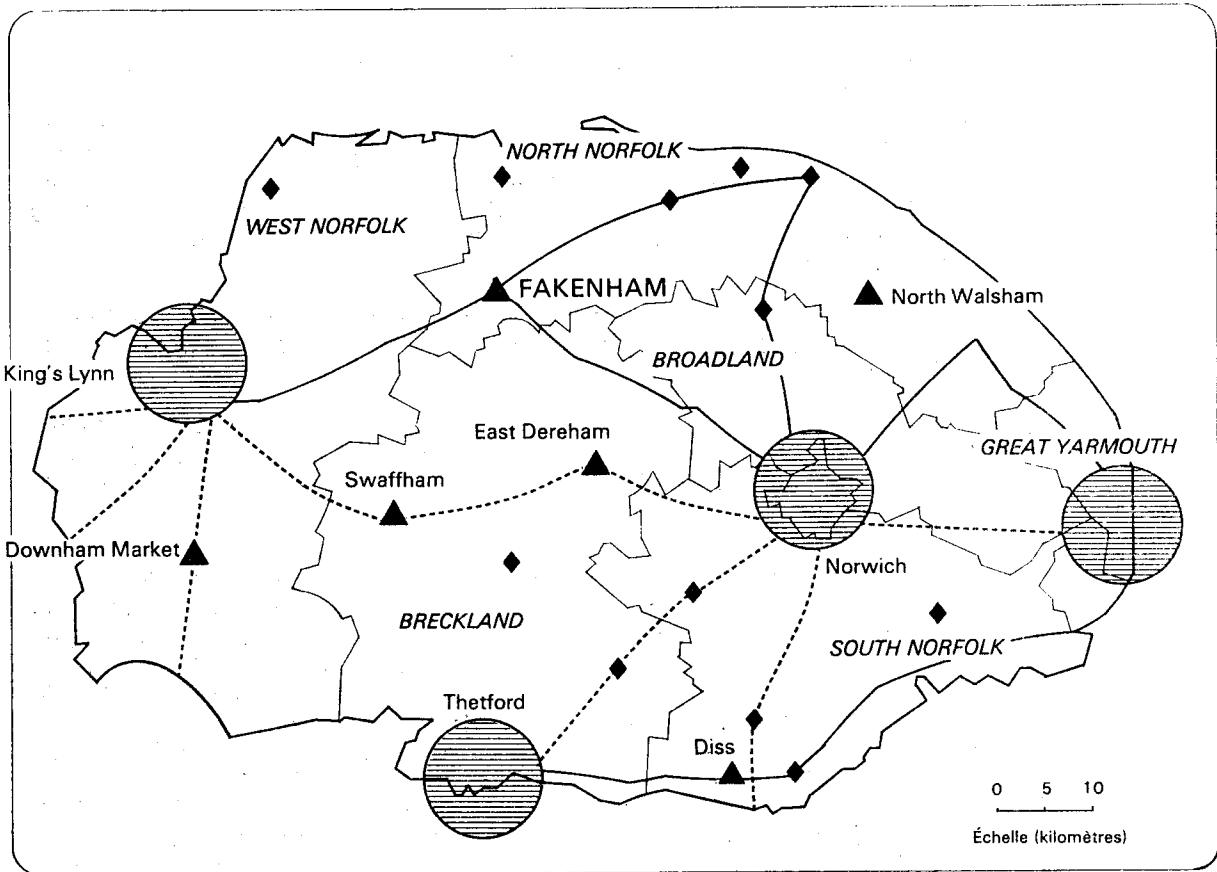 NORTH NORFOLK
WEST NORFOLK
FAKENHAM
North Walsham
BROADLAND
King's Lynn
East Dereham
GREAT YARMOUTH
Swaffham
Downham Market
Norwich
BRECKLAND
SOUTH NORFOLK
Thetford
Diss
0 5 10
Échelle (kilomètres)